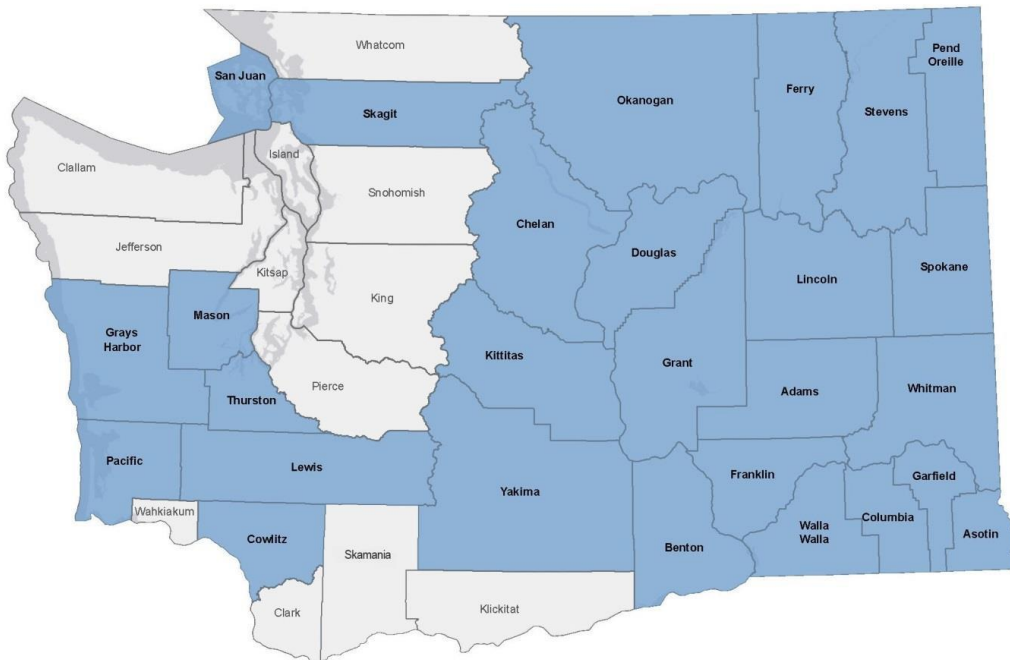 Whatcom
San Juan
Skagit
Okanogan
Ferry
Stevens
Pend
Oreille
Clallam
Island
Snohomish
Chelan
Douglas
Jefferson
Kitsap
King
Lincoln
Spokane
Mason
Grays
Harbor
Kittitas
Grant
Pierce
Thurston
Adams
Whitman
Pacific
Lewis
Yakima
Franklin
Garfield
Wahkiakum
Cowlitz
Skamania
Benton
Walla
Walla
Columbia
Asotin
Clark
Klickitat